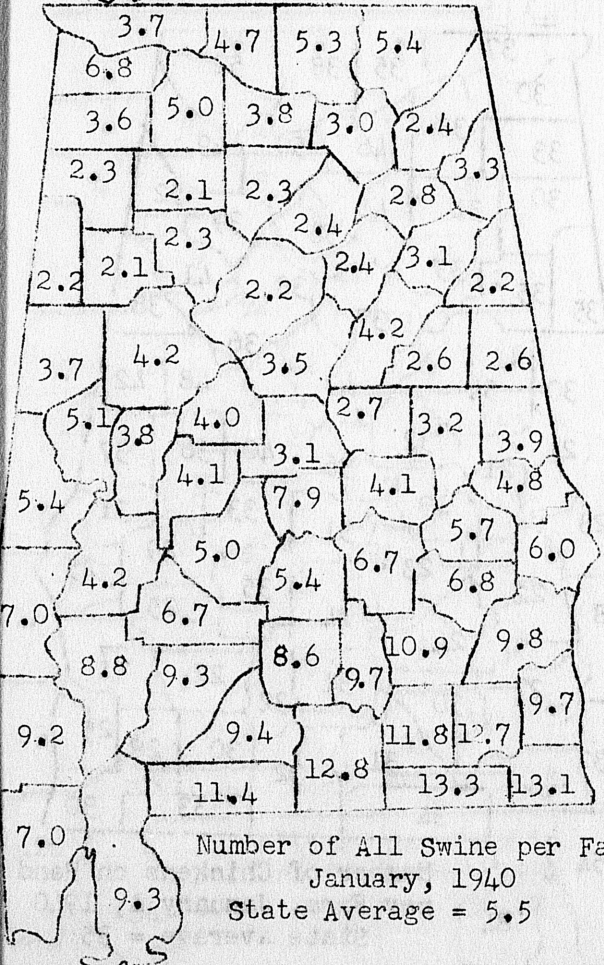 3.7 4.7 5.3 5.4
6.8
3.6 5.0 3.8 3.0 2.4
2.3 2.1 2.3 2.8 3.3
2.4
2.3 2.4 3.1
2.2 2.1 2.2 2.2
4.2
3.7 4.2 3.5 2.6 2.6
5.1 3.8 4.0 2.7 3.2 3.9
3.1
4.1 4.1 4.8
5.4 7.9
5.0 6.7 5.7 6.0
4.2 5.4 6.8
7.0 6.7
8.8 9.3 8.6 9.7 10.9 9.8
9.7
9.2 9.4 11.8
12.8
11.4 13.3 13.1
7.0
9.3
Number of All Swine per Fa
January, 1940
State Average = 5.5